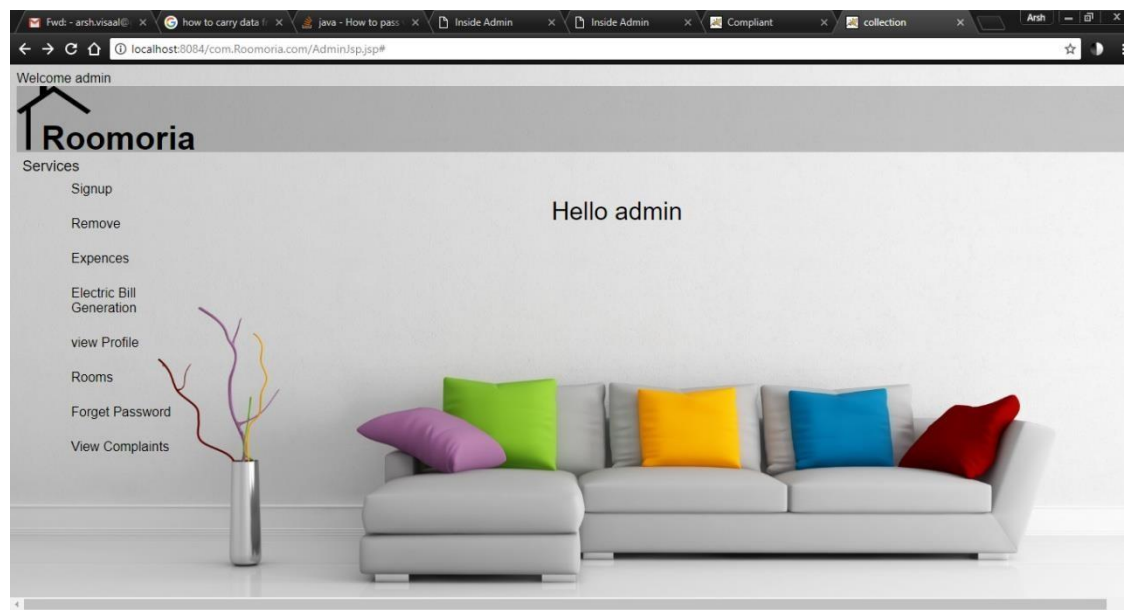 Fwd: - arsh.visaal@
how to carry data f
java - How to pass
Inside Admin
Inside Admin
Compliant
collection
Arsh
localhost:8084/com.Roomoria.com/AdminJsp.jsp#
Welcome admin
Roomoria
Services
Signup
Hello admin
Remove
Expences
Electric Bill
Generation
view Profile
Rooms
Forget Password
View Complaints